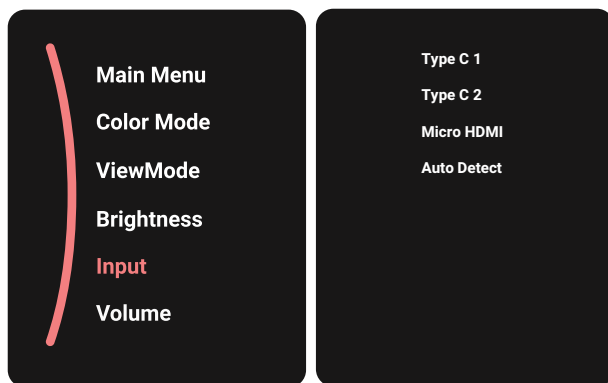 Main Menu
Color Mode
ViewMode
Brightness
Input
Volume
Type C 1
Type C 2
Micro HDMI
Auto Detect